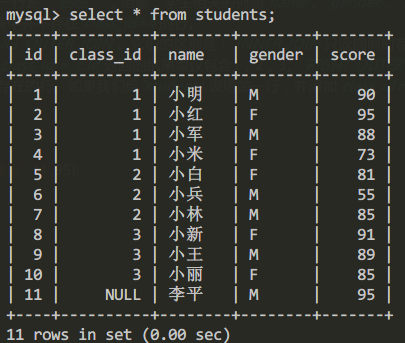 mysql> select * from students;
+----+----------+--------+--------+-------+
| id | class_id | name | gender | score |
+----+----------+--------+--------+-------+
| 1 | 1 | 小明 | M | 90 |
| 2 | 1 | 小红 | F | 95 |
| 3 | 1 | 小军 | M | 88 |
| 4 | 1 | 小米 | F | 73 |
| 5 | 2 | 小白 | F | 81 |
| 6 | 2 | 小兵 | M | 55 |
| 7 | 2 | 小林 | M | 85 |
| 8 | 3 | 小新 | F | 91 |
| 9 | 3 | 小王 | M | 89 |
| 10 | 3 | 小丽 | F | 85 |
| 11 | NULL | 李平 | M | 95 |
+----+----------+--------+--------+-------+
11 rows in set (0.00 sec)